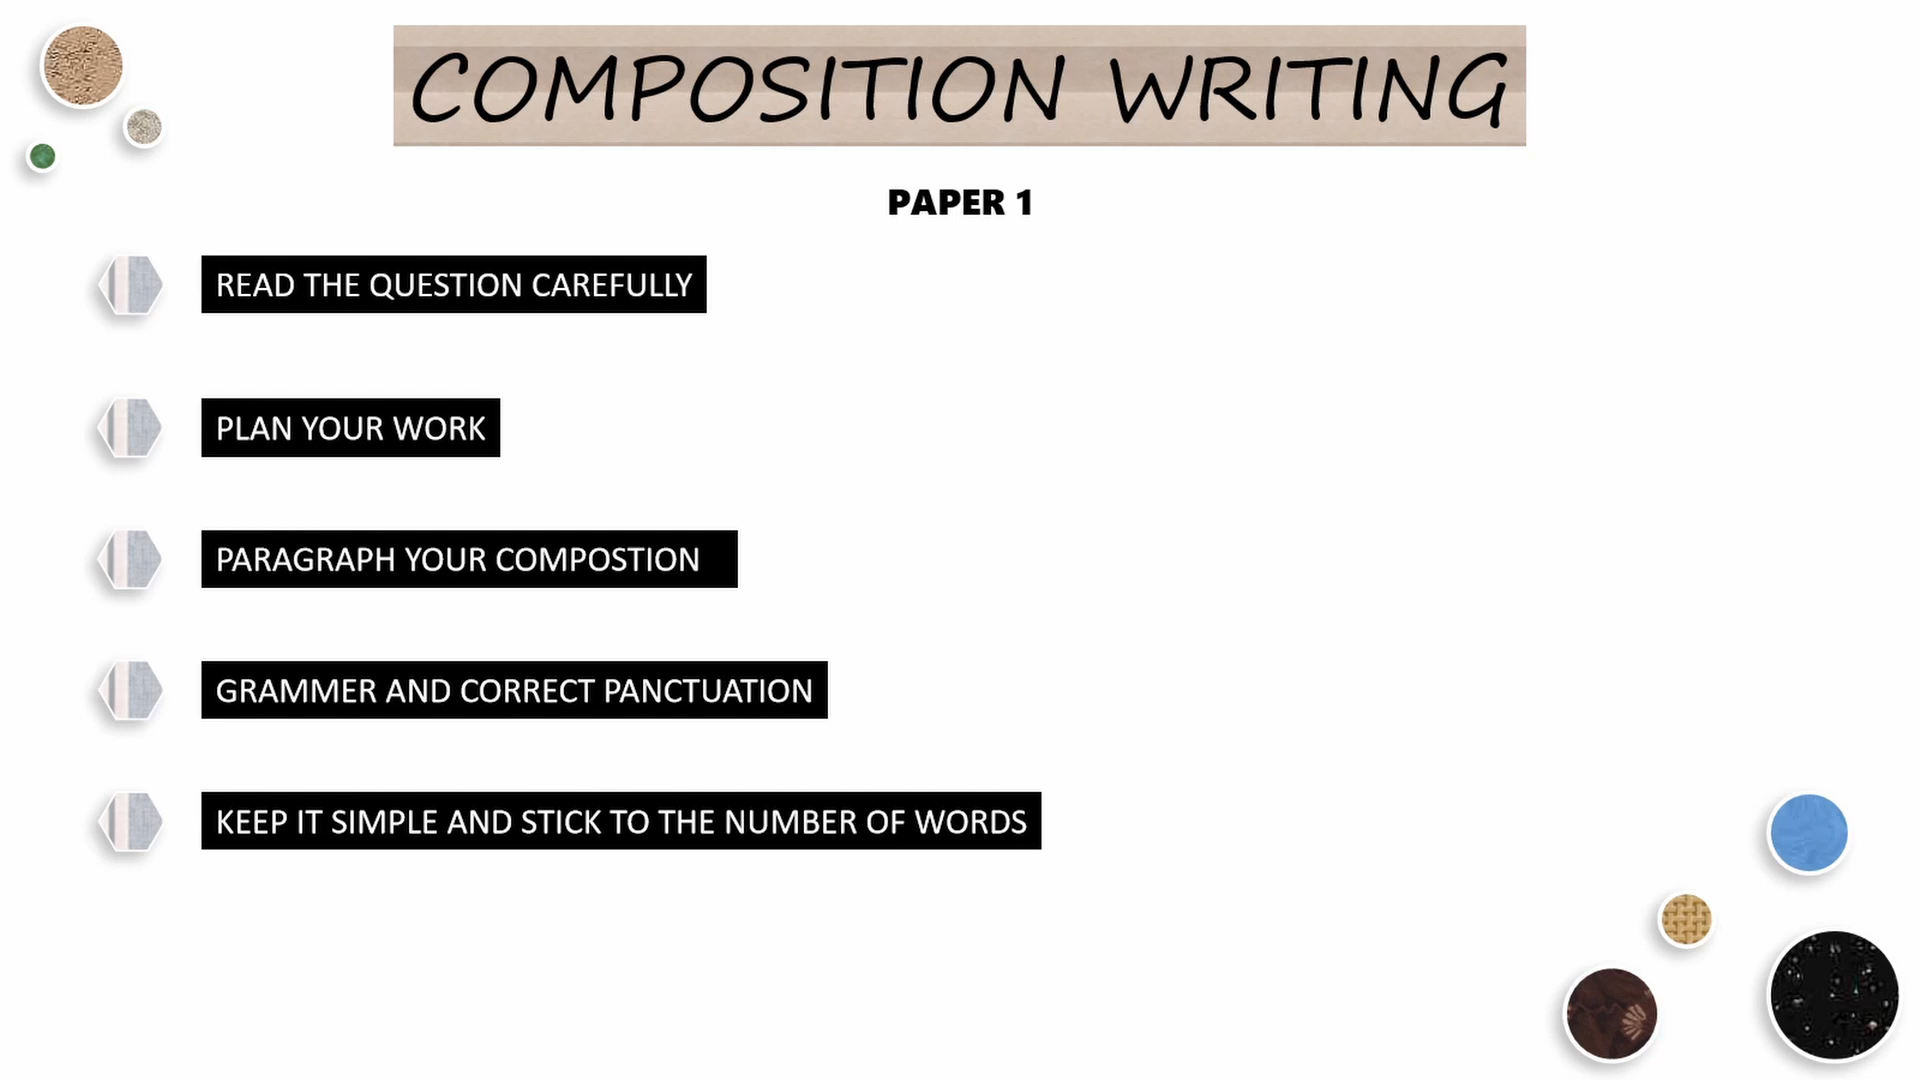 COMPOSITION WRITING
PAPER 1
READ THE QUESTION CAREFULLY
PLAN YOUR WORK
PARAGRAPH YOUR COMPOSTION
GRAMMER AND CORRECT PANCTUATION
KEEP IT SIMPLE AND STICK TO THE NUMBER OF WORDS